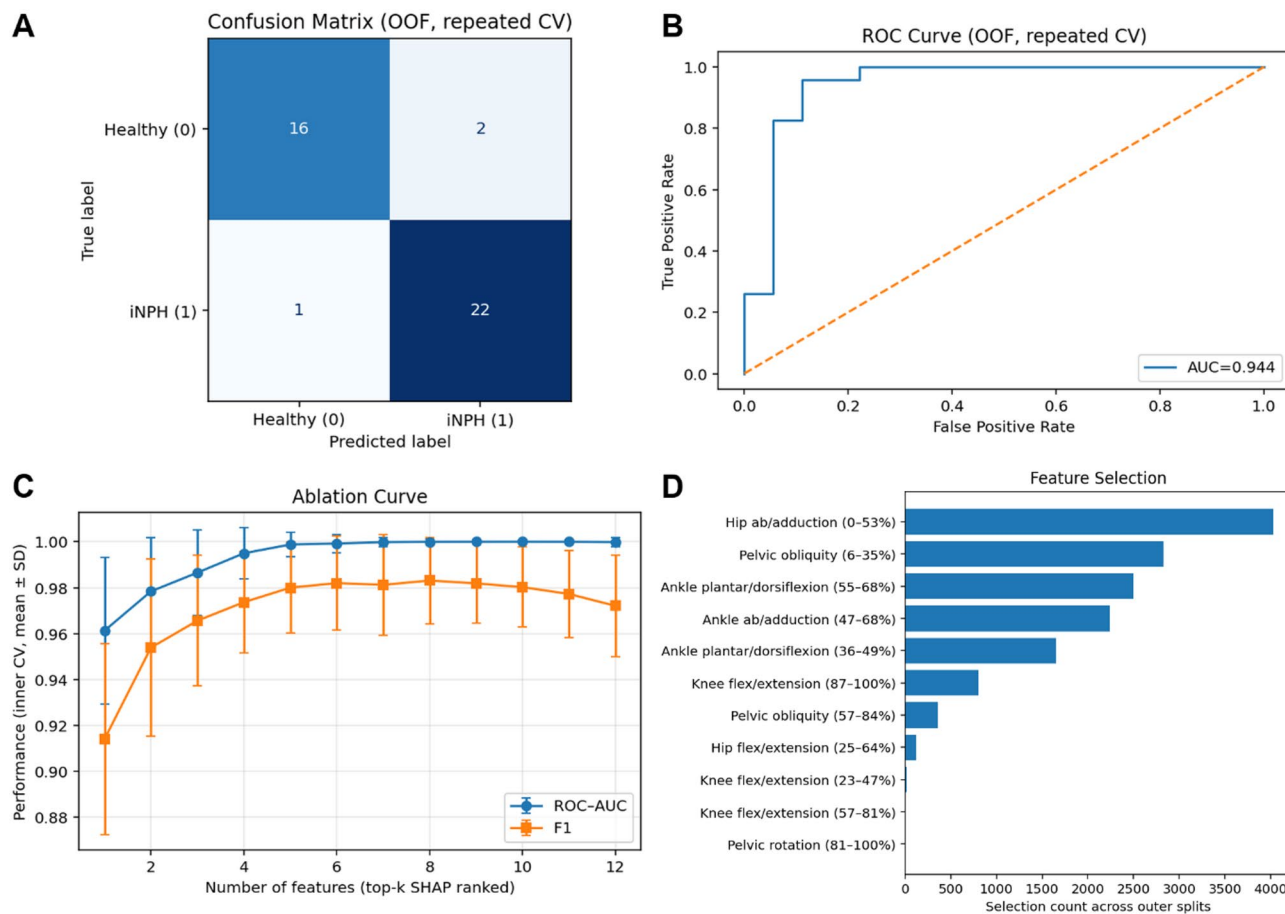 A
Confusion Matrix (OOF, repeated CV)
True label
Healthy (0)
16
2
iNPH (1)
1
22
Healthy (0)
iNPH (1)
Predicted label
B
ROC Curve (OOF, repeated CV)
True Positive Rate
1.0
0.8
0.6
0.4
0.2
0.0
AUC=0.944
0.0
0.2
0.4
0.6
0.8
1.0
False Positive Rate
C
Ablation Curve
Performance (inner CV, mean ± SD)
1.00
0.98
0.96
0.94
0.92
0.90
0.88
ROC–AUC
F1
2
4
6
8
10
12
Number of features (top-k SHAP ranked)
D
Feature Selection
Hip ab/adduction (0–53%)
Pelvic obliquity (6–35%)
Ankle plantar/dorsiflexion (55–68%)
Ankle ab/adduction (47–68%)
Ankle plantar/dorsiflexion (36–49%)
Knee flex/extension (87–100%)
Pelvic obliquity (57–84%)
Hip flex/extension (25–64%)
Knee flex/extension (23–47%)
Knee flex/extension (57–81%)
Pelvic rotation (81–100%)
0
500
1000
1500
2000
2500
3000
3500
4000
Selection count across outer splits